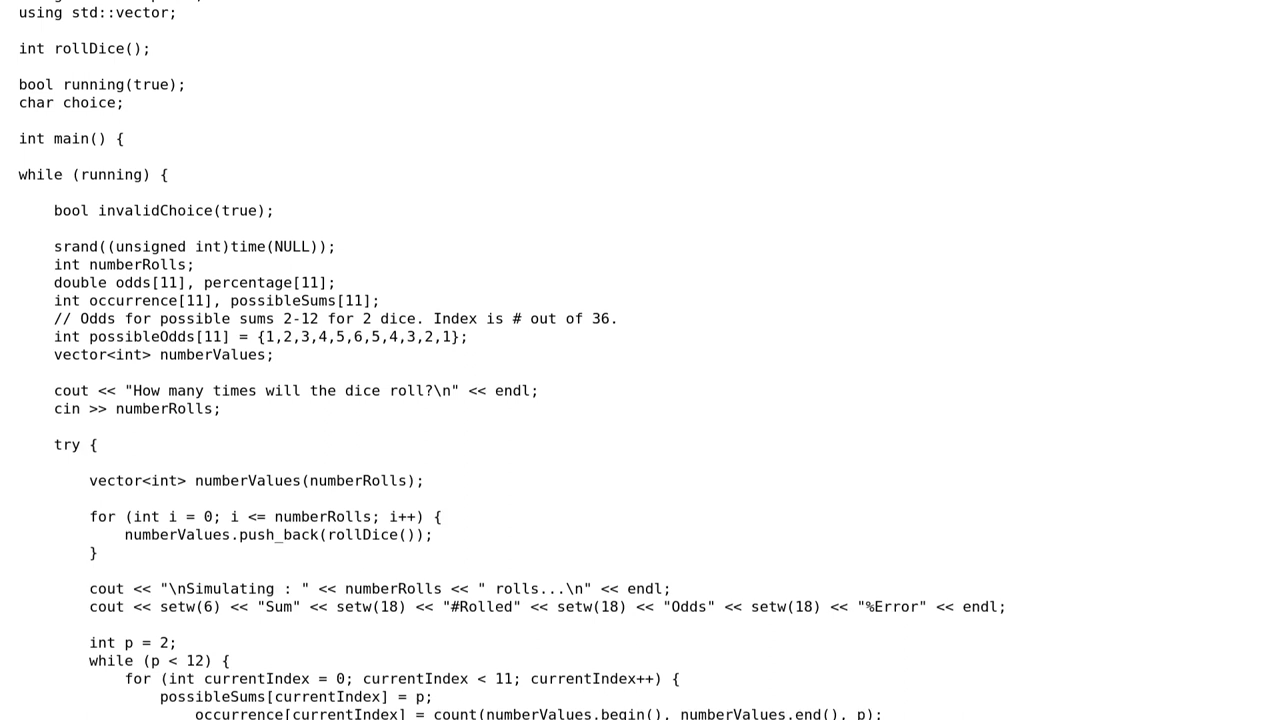 using std::vector;
int rollDice();
bool running(true);
char choice;
int main() {
while (running) {
bool invalidChoice(true);
srand((unsigned int)time(NULL));
int numberRolls;
double odds[11], percentage[11];
int occurrence[11], possibleSums[11];
// Odds for possible sums 2-12 for 2 dice. Index is # out of 36.
int possibleOdds[11] = {1,2,3,4,5,6,5,4,3,2,1};
vector<int> numberValues;
cout << "How many times will the dice roll?\n" << endl;
cin >> numberRolls;
try {
vector<int> numberValues(numberRolls);
for (int i = 0; i <= numberRolls; i++) {
numberValues.push_back(rollDice());
}
cout << "\nSimulating : " << numberRolls << " rolls...\n" << endl;
cout << setw(6) << "Sum" << setw(18) << "#Rolled" << setw(18) << "Odds" << setw(18) << "%Error" << endl;
int p = 2;
while (p < 12) {
for (int currentIndex = 0; currentIndex < 11; currentIndex++) {
possibleSums[currentIndex] = p;
occurrence[currentIndex] = count(numberValues.begin(), numberValues.end(), p);